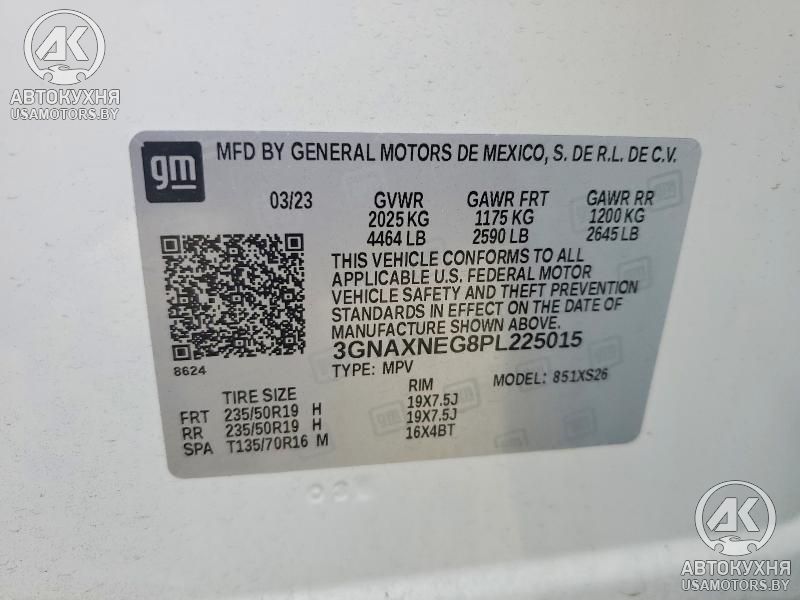 AK
АВТОКУХНЯ
USAMOTORS.BY
gm
MFD BY GENERAL MOTORS DE MEXICO, S. DE R.L. DE C.V.
03/23 GVWR GAWR FRT GAWR RR
2025 KG 1175 KG 1200 KG
4464 LB 2590 LB 2645 LB
THIS VEHICLE CONFORMS TO ALL
APPLICABLE U.S. FEDERAL MOTOR
VEHICLE SAFETY AND THEFT PREVENTION
STANDARDS IN EFFECT ON THE DATE OF
MANUFACTURE SHOWN ABOVE.
3GNAXNEG8PL225015
8624
TYPE: MPV MODEL: 851XS26
TIRE SIZE RIM
FRT 235/50R19 H 19X7.5J
RR 235/50R19 H 19X7.5J
SPA T135/70R16 M 16X4BT
AK
АВТОКУХНЯ
USAMOTORS.BY